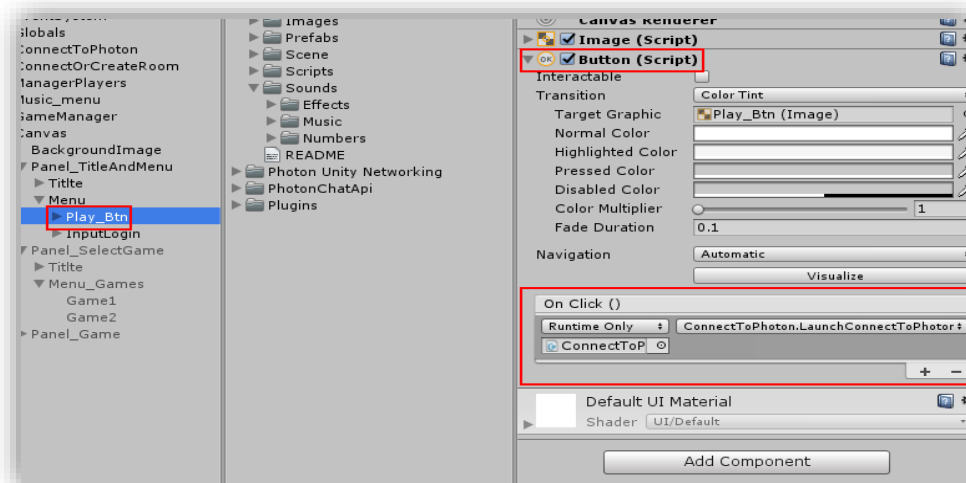 Globals
ConnectToPhoton
ConnectOrCreateRoom
ManagerPlayers
Music_menu
GameManager
Canvas
BackgroundImage
Panel_TitleAndMenu
Titlte
Menu
Play_Btn
InputLogin
Panel_SelectGame
Titlte
Menu_Games
Game1
Game2
Panel_Game
Images
Prefabs
Scene
Scripts
Sounds
Effects
Music
Numbers
README
Photon Unity Networking
PhotonChatApi
Plugins
Canvas Renderer
Image (Script)
OK Button (Script)
Interactable
Transition Color Tint
Target Graphic Play_Btn (Image)
Normal Color
Highlighted Color
Pressed Color
Disabled Color
Color Multiplier 1
Fade Duration 0.1
Navigation Automatic
Visualize
On Click ()
Runtime Only ConnectToPhoton.LaunchConnectToPhotor
ConnectToP
+ −
Default UI Material
Shader UI/Default
Add Component